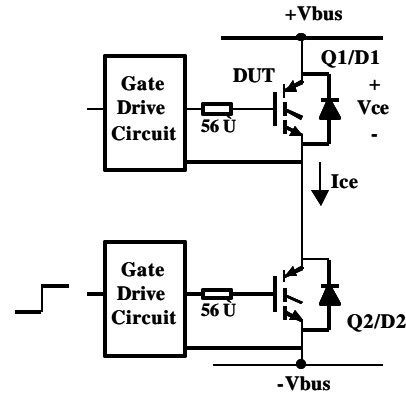 +Vbus
Q1/D1
DUT
Gate
Drive
Circuit
56 Ù
+
Vce
-
Ice
Gate
Drive
Circuit
56 Ù
Q2/D2
-Vbus